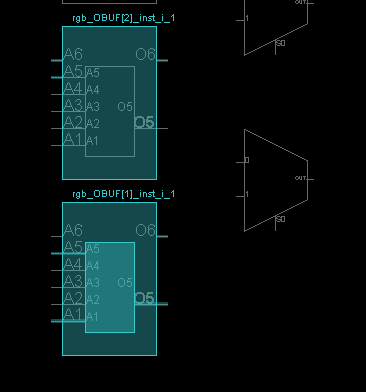 OUT
1
S0
rgb_OBUF[2]_inst_i_1
A6 O6
A5 A5
A4 A4
A3 A3 O5
A2 A2 O5
A1 A1
0
OUT
1
S0
rgb_OBUF[1]_inst_i_1
A6 O6
A5 A5
A4 A4
A3 A3 O5
A2 A2 O5
A1 A1